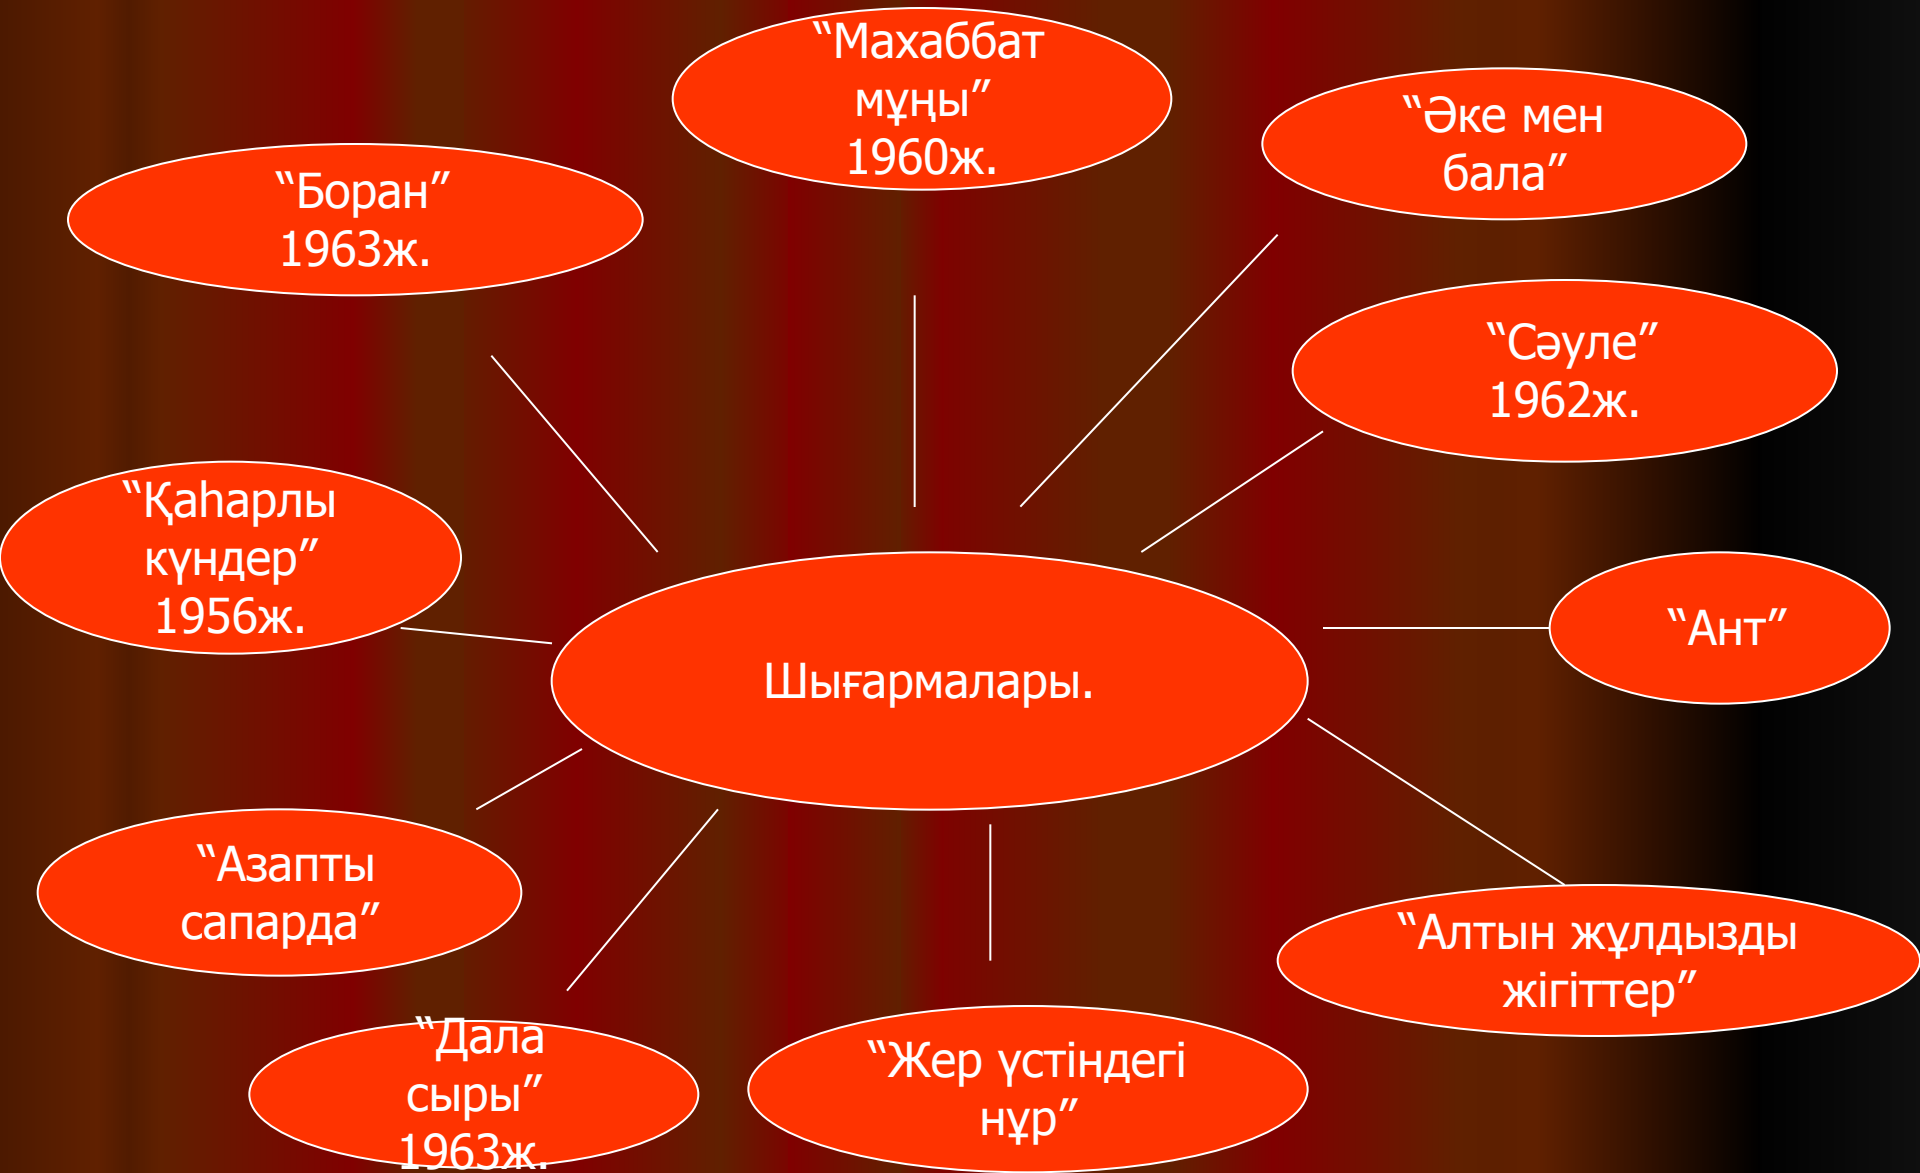 “Махаббат
мұңы”
1960ж.
“Әке мен
бала”
“Боран”
1963ж.
“Сәуле”
1962ж.
“Қаһарлы
күндер”
1956ж.
“Ант”
Шығармалары.
“Азапты
сапарда”
“Алтын жұлдызды
жігіттер”
“Дала
сыры”
1963ж.
“Жер үстіндегі
нұр”